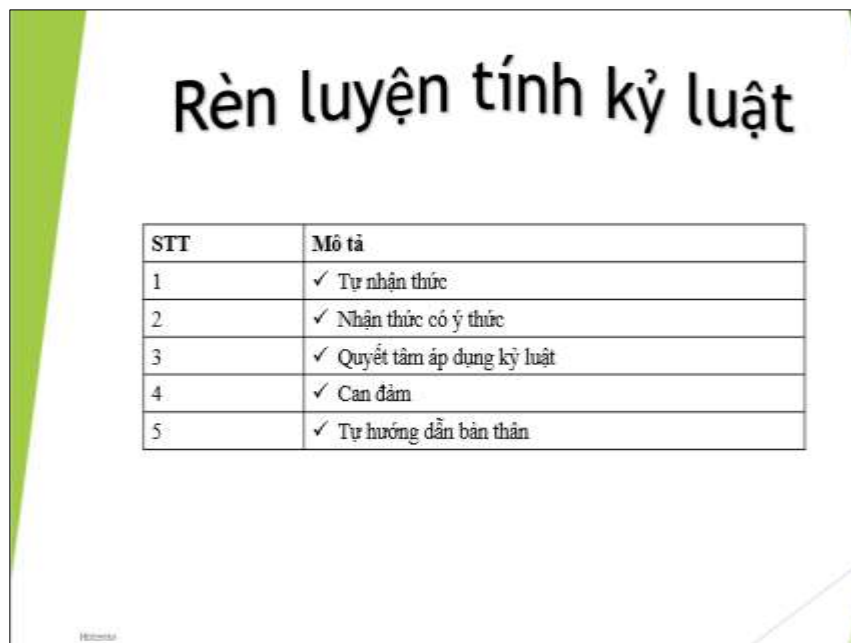 Rèn luyện tính kỷ luật
STT Mô tả
1 ✓ Tự nhận thức
2 ✓ Nhận thức có ý thức
3 ✓ Quyết tâm áp dụng kỷ luật
4 ✓ Can đảm
5 ✓ Tự hướng dẫn bản thân